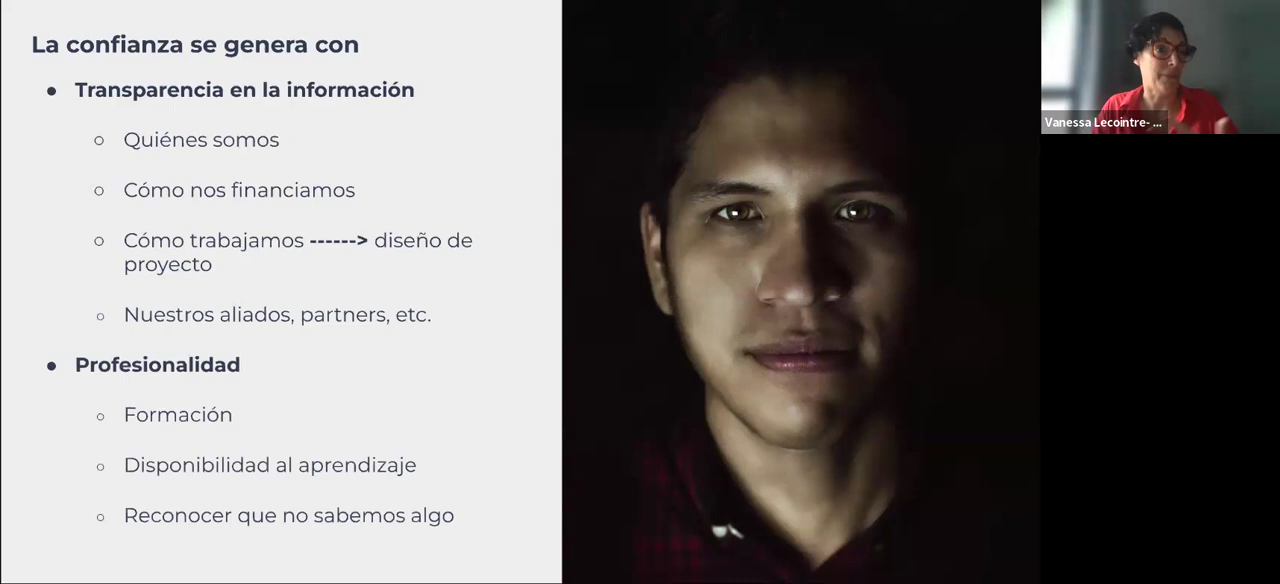 La confianza se genera con
● Transparencia en la información
○ Quiénes somos
○ Cómo nos financiamos
○ Cómo trabajamos ------> diseño de
proyecto
○ Nuestros aliados, partners, etc.
● Profesionalidad
○ Formación
○ Disponibilidad al aprendizaje
○ Reconocer que no sabemos algo
Vanessa Lecointre- ...